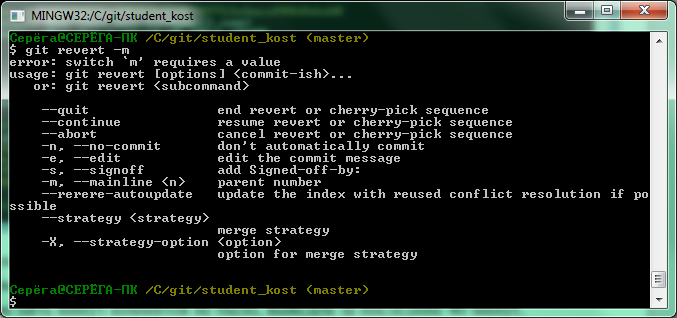 MINGW32:/C/git/student_kost
Серёга@СЕРЁГА-ПК /C/git/student_kost (master)
$ git revert -m
error: switch `m' requires a value
usage: git revert [options] <commit-ish>...
   or: git revert <subcommand>
    --quit                end revert or cherry-pick sequence
    --continue            resume revert or cherry-pick sequence
    --abort               cancel revert or cherry-pick sequence
    -n, --no-commit       don't automatically commit
    -e, --edit            edit the commit message
    -s, --signoff         add Signed-off-by:
    -m, --mainline <n>    parent number
    --rerere-autoupdate   update the index with reused conflict resolution if po
ssible
    --strategy <strategy>
                          merge strategy
    -X, --strategy-option <option>
                          option for merge strategy
Серёга@СЕРЁГА-ПК /C/git/student_kost (master)
$